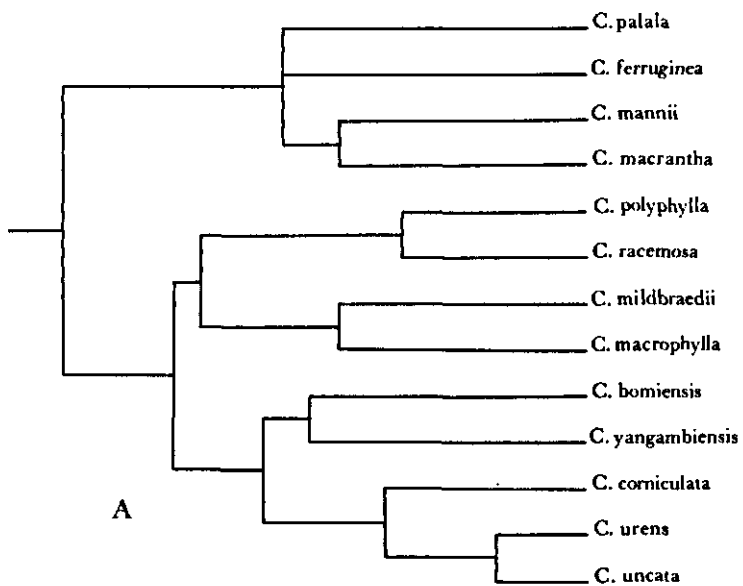 C. palala
C. ferruginea
C. mannii
C. macrantha
C. polyphylla
C. racemosa
C. mildbraedii
C. macrophylla
C. bomiensis
C. yangambiensis
C. corniculata
A
C. urens
C. uncata